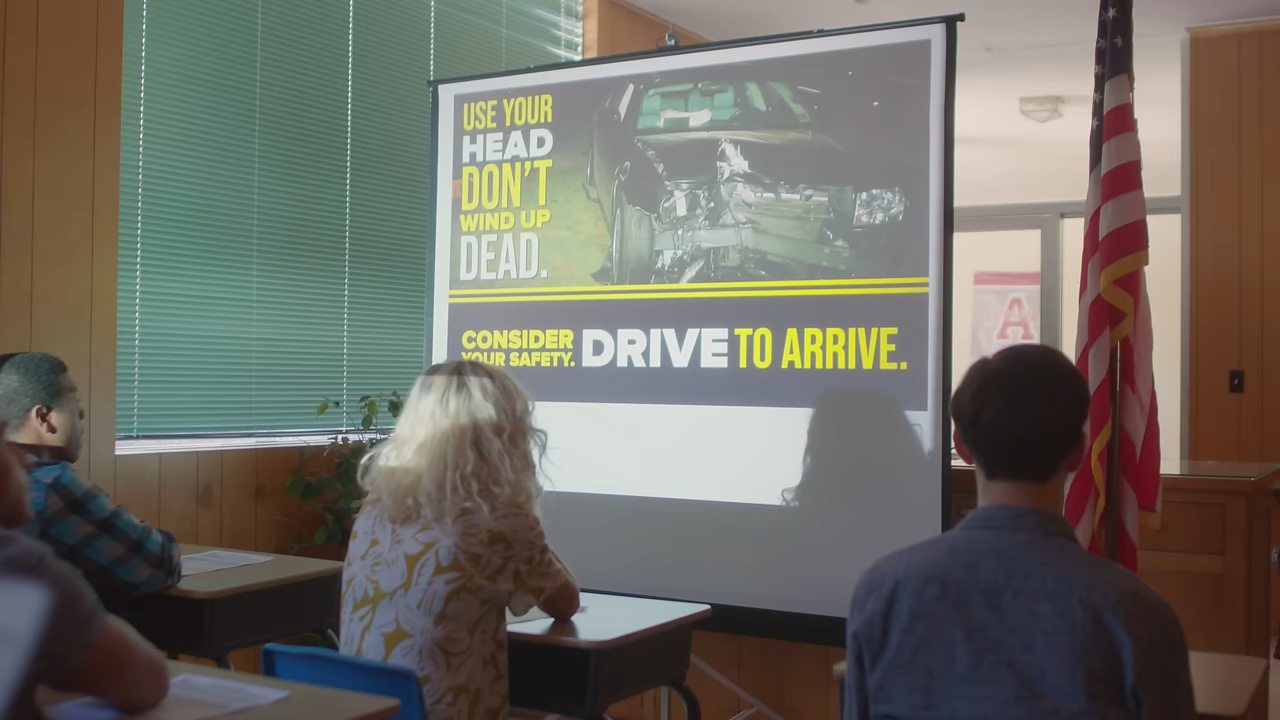 USE YOUR
HEAD
DON'T
WIND UP
DEAD.
CONSIDER
YOUR SAFETY.
DRIVE TO ARRIVE.
A